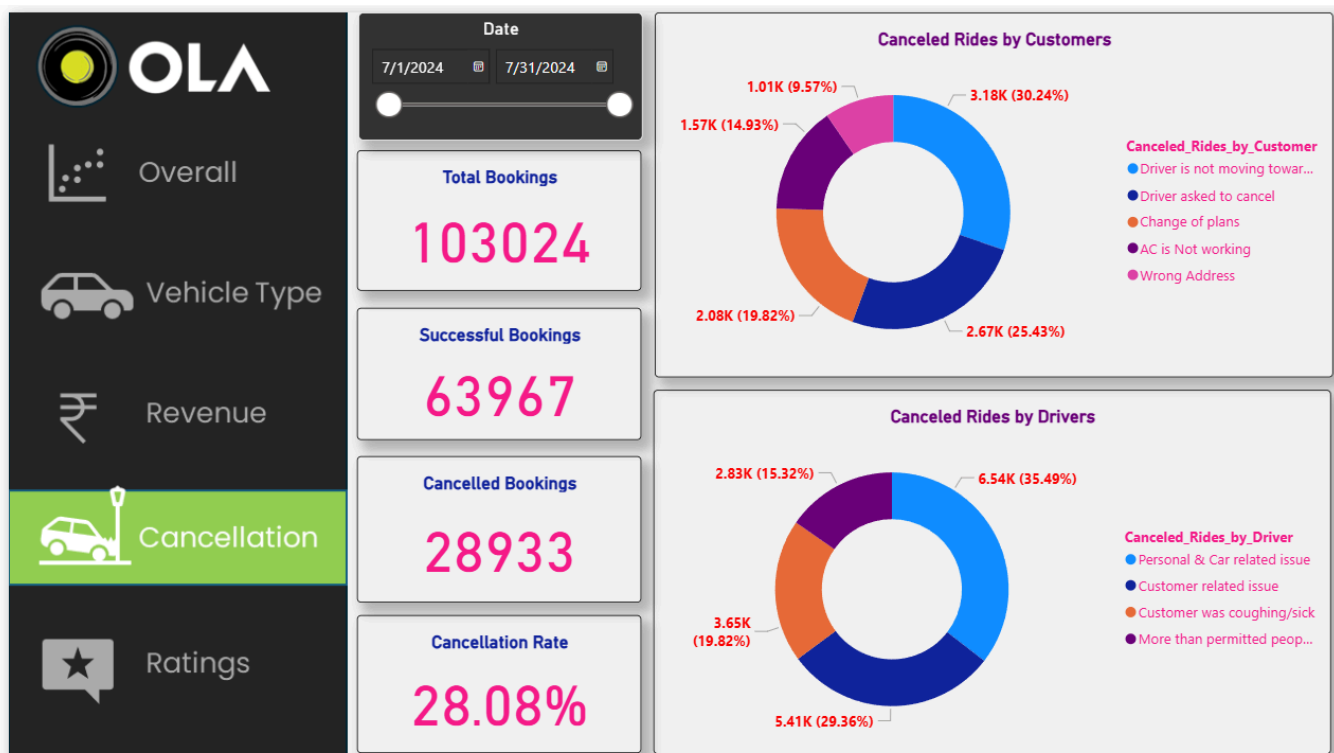 OLA
Overall
Vehicle Type
Revenue
Cancellation
Ratings
Date
7/1/2024
7/31/2024
Total Bookings
103024
Successful Bookings
63967
Cancelled Bookings
28933
Cancellation Rate
28.08%
Canceled Rides by Customers
1.01K (9.57%)
3.18K (30.24%)
1.57K (14.93%)
2.08K (19.82%)
2.67K (25.43%)
Canceled_Rides_by_Customer
Driver is not moving towar...
Driver asked to cancel
Change of plans
AC is Not working
Wrong Address
Canceled Rides by Drivers
2.83K (15.32%)
6.54K (35.49%)
3.65K
(19.82%)
5.41K (29.36%)
Canceled_Rides_by_Driver
Personal & Car related issue
Customer related issue
Customer was coughing/sick
More than permitted peop...